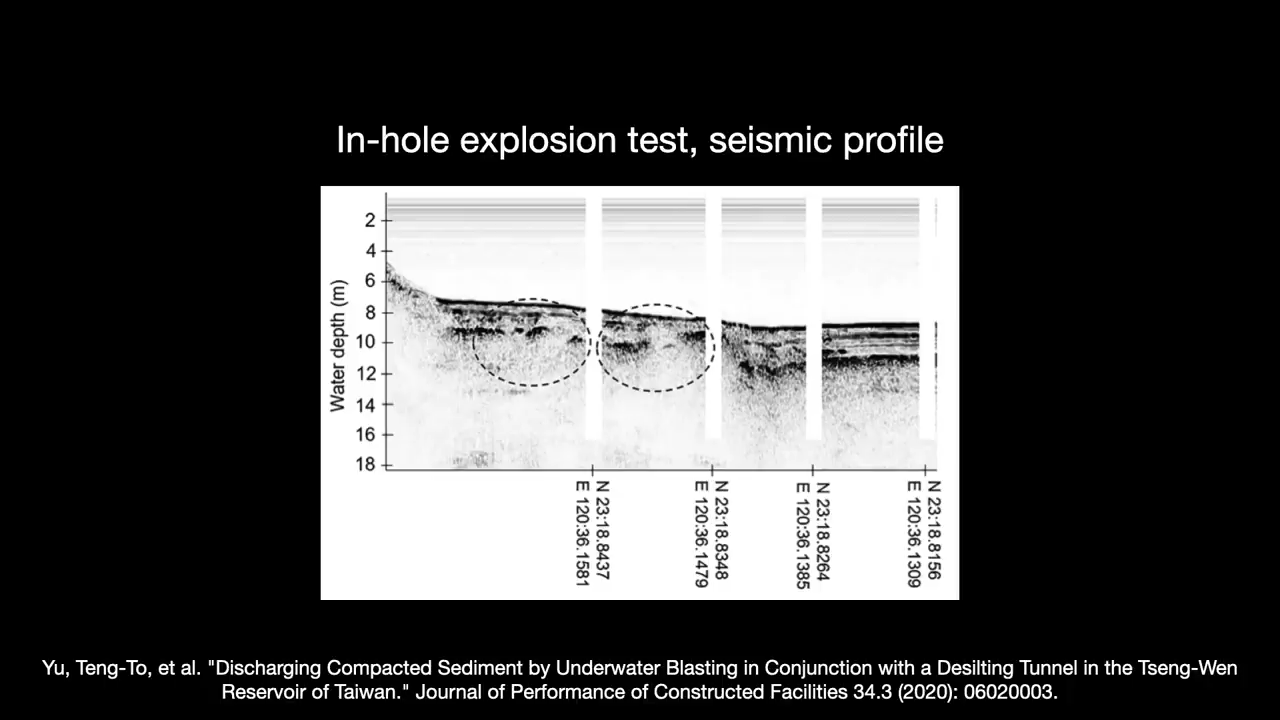 In-hole explosion test, seismic profile
Water depth (m)
2
4
6
8
10
12
14
16
18
N 23:18.8437
E 120:36.1581
N 23:18.8348
E 120:36.1479
N 23:18.8264
E 120:36.1385
N 23:18.8156
E 120:36.1309
Yu, Teng-To, et al. "Discharging Compacted Sediment by Underwater Blasting in Conjunction with a Desilting Tunnel in the Tseng-Wen
Reservoir of Taiwan." Journal of Performance of Constructed Facilities 34.3 (2020): 06020003.